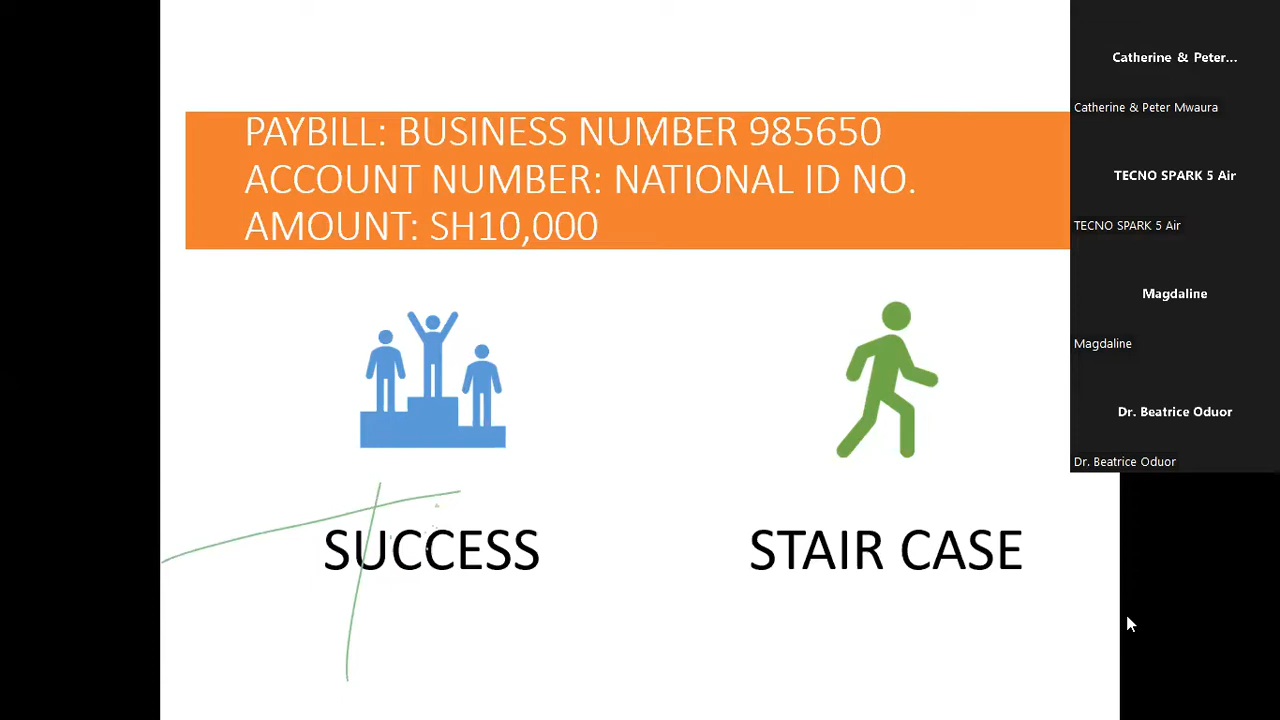 PAYBILL: BUSINESS NUMBER 985650
ACCOUNT NUMBER: NATIONAL ID NO.
AMOUNT: SH10,000
SUCCESS
STAIR CASE
Catherine & Peter...
Catherine & Peter Mwaura
TECNO SPARK 5 Air
TECNO SPARK 5 Air
Magdaline
Magdaline
Dr. Beatrice Oduor
Dr. Beatrice Oduor